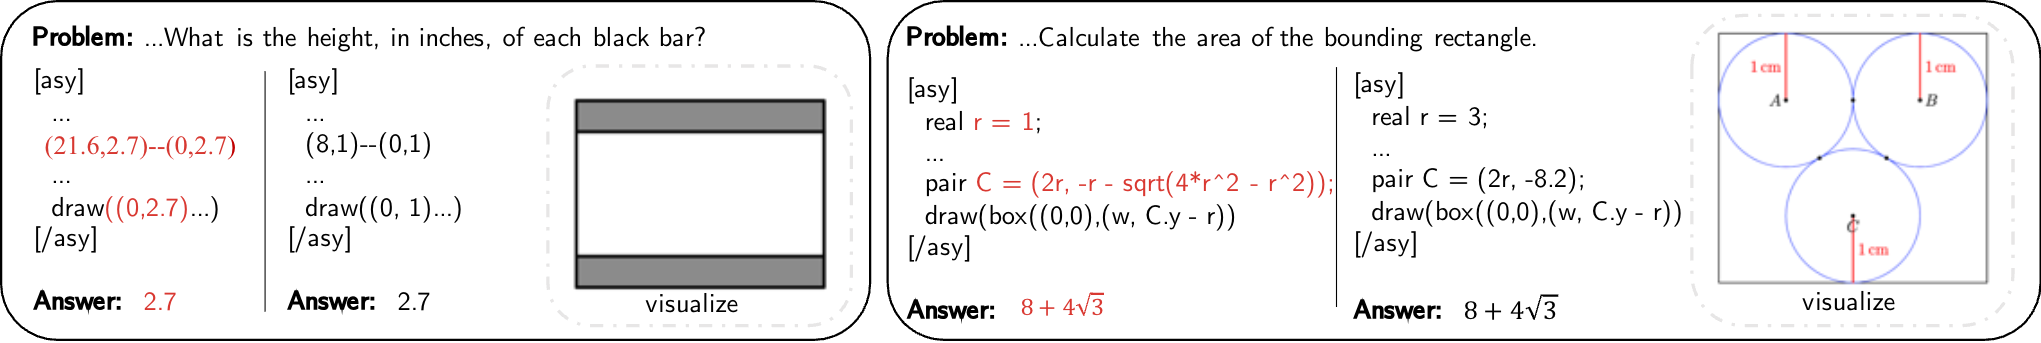 Problem: ...What is the height, in inches, of each black bar?
[asy]
...
(21.6,2.7)--(0,2.7)
...
draw((0,2.7)...)
[/asy]
Answer: 2.7
[asy]
...
(8,1)--(0,1)
...
draw((0, 1)...)
[/asy]
Answer: 2.7
visualize
Problem: ...Calculate the area of the bounding rectangle.
[asy]
real r = 1;
...
pair C = (2r, -r - sqrt(4*r^2 - r^2));
draw(box((0,0),(w, C.y - r))
[/asy]
Answer: 8 + 4√3
[asy]
real r = 3;
...
pair C = (2r, -8.2);
draw(box((0,0),(w, C.y - r))
[/asy]
Answer: 8 + 4√3
1 cm
1 cm
A
B
C
1 cm
visualize